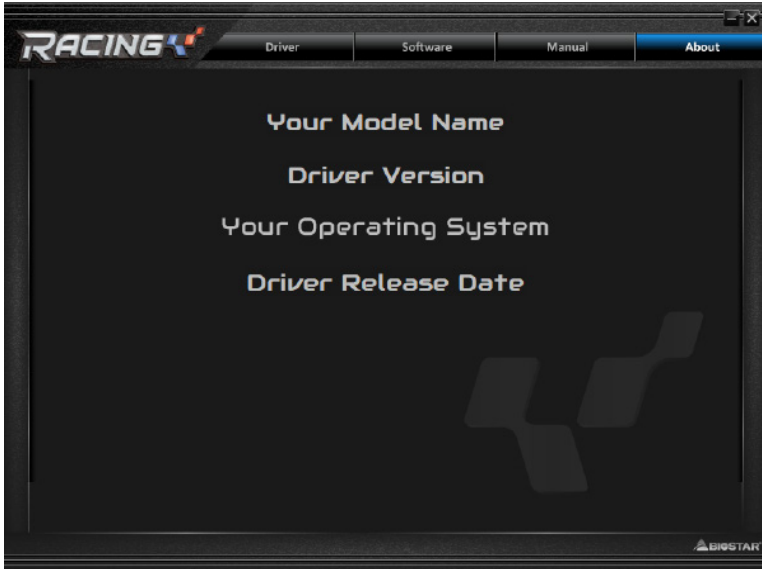 RACING
Driver Software Manual About
Your Model Name
Driver Version
Your Operating System
Driver Release Date
BIOSTAR